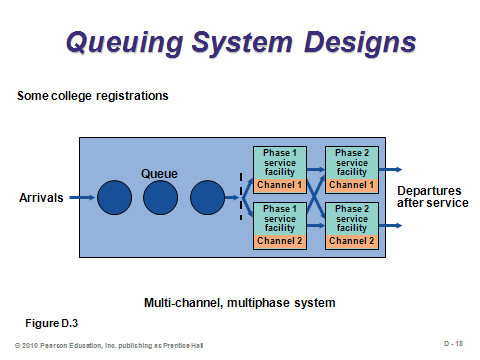 Queuing System Designs
Some college registrations
Queue
Arrivals
Phase 1
service
facility
Channel 1
Phase 2
service
facility
Channel 1
Phase 1
service
facility
Channel 2
Phase 2
service
facility
Channel 2
Departures
after service
Multi-channel, multiphase system
Figure D.3
© 2010 Pearson Education, Inc. publishing as Prentice Hall
D - 18